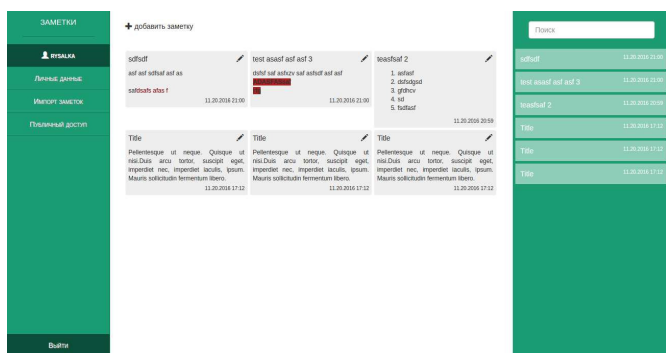 ЗАМЕТКИ
RYSALKA
Личные данные
Импорт заметок
Публичный доступ
Выйти
добавить заметку
sdfsdf
asf asf sdfsaf asf as
safdsafs afas f
11.20.2016 21:00
test asasf asf asf 3
11.20.2016 21:00
teasfsaf 2
1. asfasf
2. dsfsdgsd
3. gfdhcv
4. sd
5. fsdfasf
11.20.2016 20:59
Title
Pellentesque ut neque. Quisque ut
nisi.Duis arcu tortor, suscipit eget,
imperdiet nec, imperdiet iaculis, ipsum.
Mauris sollicitudin fermentum libero.
11.20.2016 17:12
Title
Pellentesque ut neque. Quisque ut
nisi.Duis arcu tortor, suscipit eget,
imperdiet nec, imperdiet iaculis, ipsum.
Mauris sollicitudin fermentum libero.
11.20.2016 17:12
Title
Pellentesque ut neque. Quisque ut
nisi.Duis arcu tortor, suscipit eget,
imperdiet nec, imperdiet iaculis, ipsum.
Mauris sollicitudin fermentum libero.
11.20.2016 17:12
Поиск
sdfsdf 11.20.2016 21:00
test asasf asf asf 3 11.20.2016 21:00
teasfsaf 2 11.20.2016 20:59
Title 11.20.2016 17:12
Title 11.20.2016 17:12
Title 11.20.2016 17:12